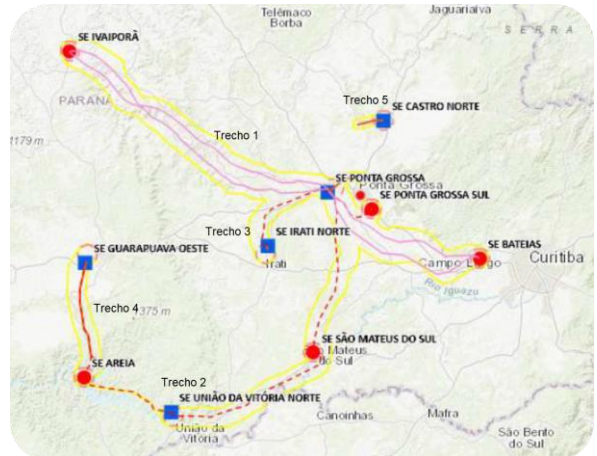 Telêmaco
Borba
Jaguariaíva
SERRA
SE IVAIPORÃ
PARANÁ
1179 m
Trecho 1
Trecho 5
SE CASTRO NORTE
SE PONTA GROSSA
Ponta Grossa
SE PONTA GROSSA SUL
Trecho 3
SE IRATI NORTE
Irati
SE GUARAPUAVA OESTE
SE BATEIAS
Campo Largo
Curitiba
Rio Iguazu
Trecho 4
375 m
SE SÃO MATEUS DO SUL
Mateus
do Sul
SE AREIA
Trecho 2
SE UNIÃO DA VITÓRIA NORTE
União da
Vitória
Canoinhas
Mafra
São Bento
do Sul